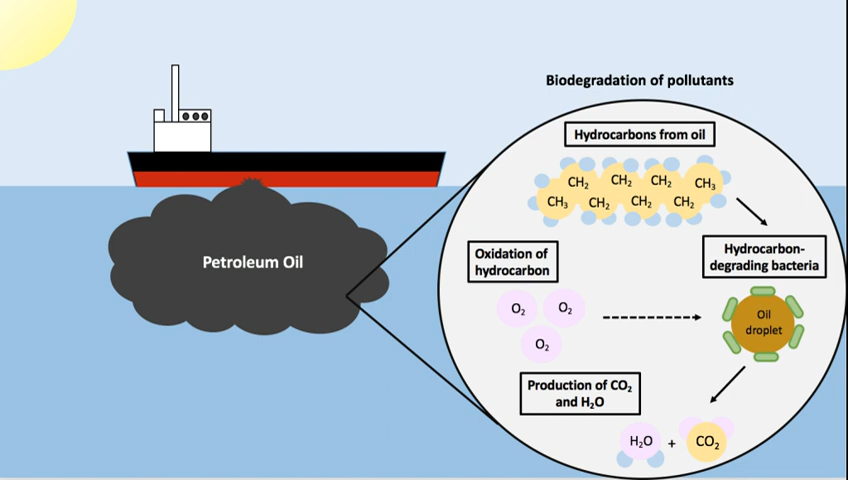 Biodegradation of pollutants
Hydrocarbons from oil
CH₂ CH₂ CH₂ CH₃
CH₃ CH₂ CH₂ CH₂
Petroleum Oil
Oxidation of
hydrocarbon
Hydrocarbon-
degrading bacteria
O₂ O₂
O₂
Oil
droplet
Production of CO₂
and H₂O
H₂O + CO₂